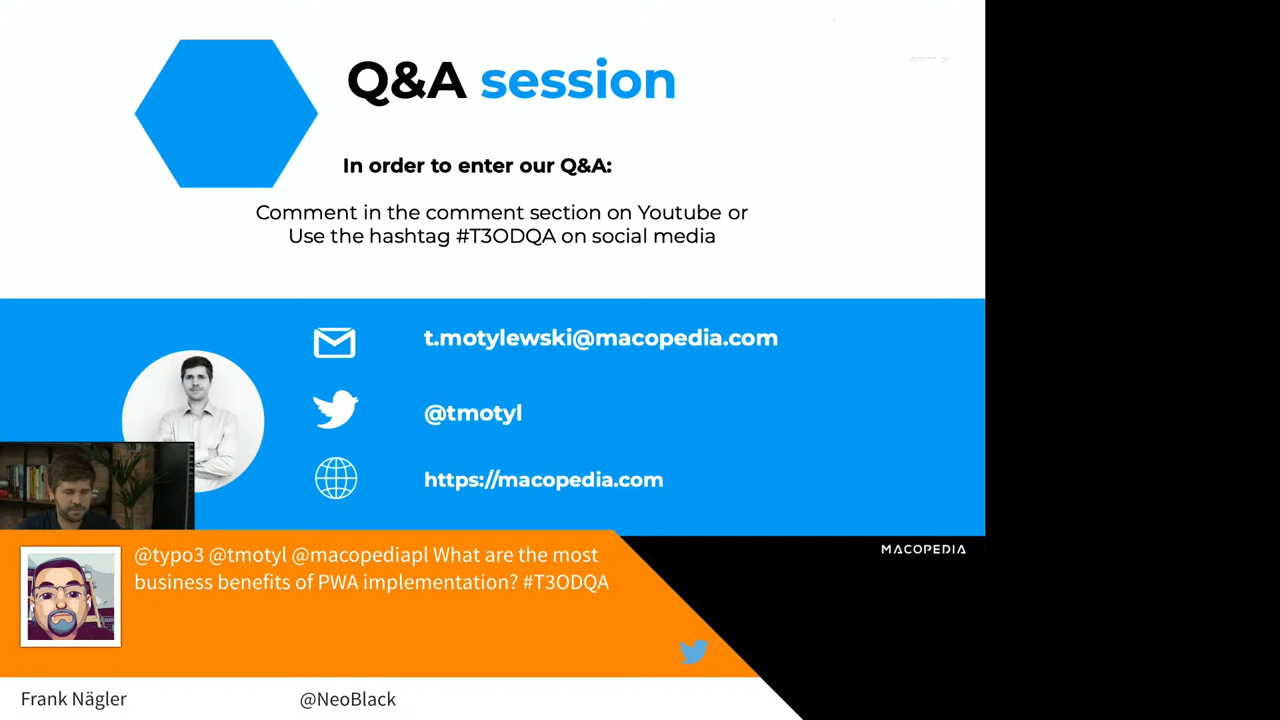 Q&A session
In order to enter our Q&A:
Comment in the comment section on Youtube or
Use the hashtag #T3ODQA on social media
t.motylewski@macopedia.com
@tmotyl
https://macopedia.com
MACOPEDIA
@typo3 @tmotyl @macopediapl What are the most
business benefits of PWA implementation? #T3ODQA
Frank Nägler
@NeoBlack